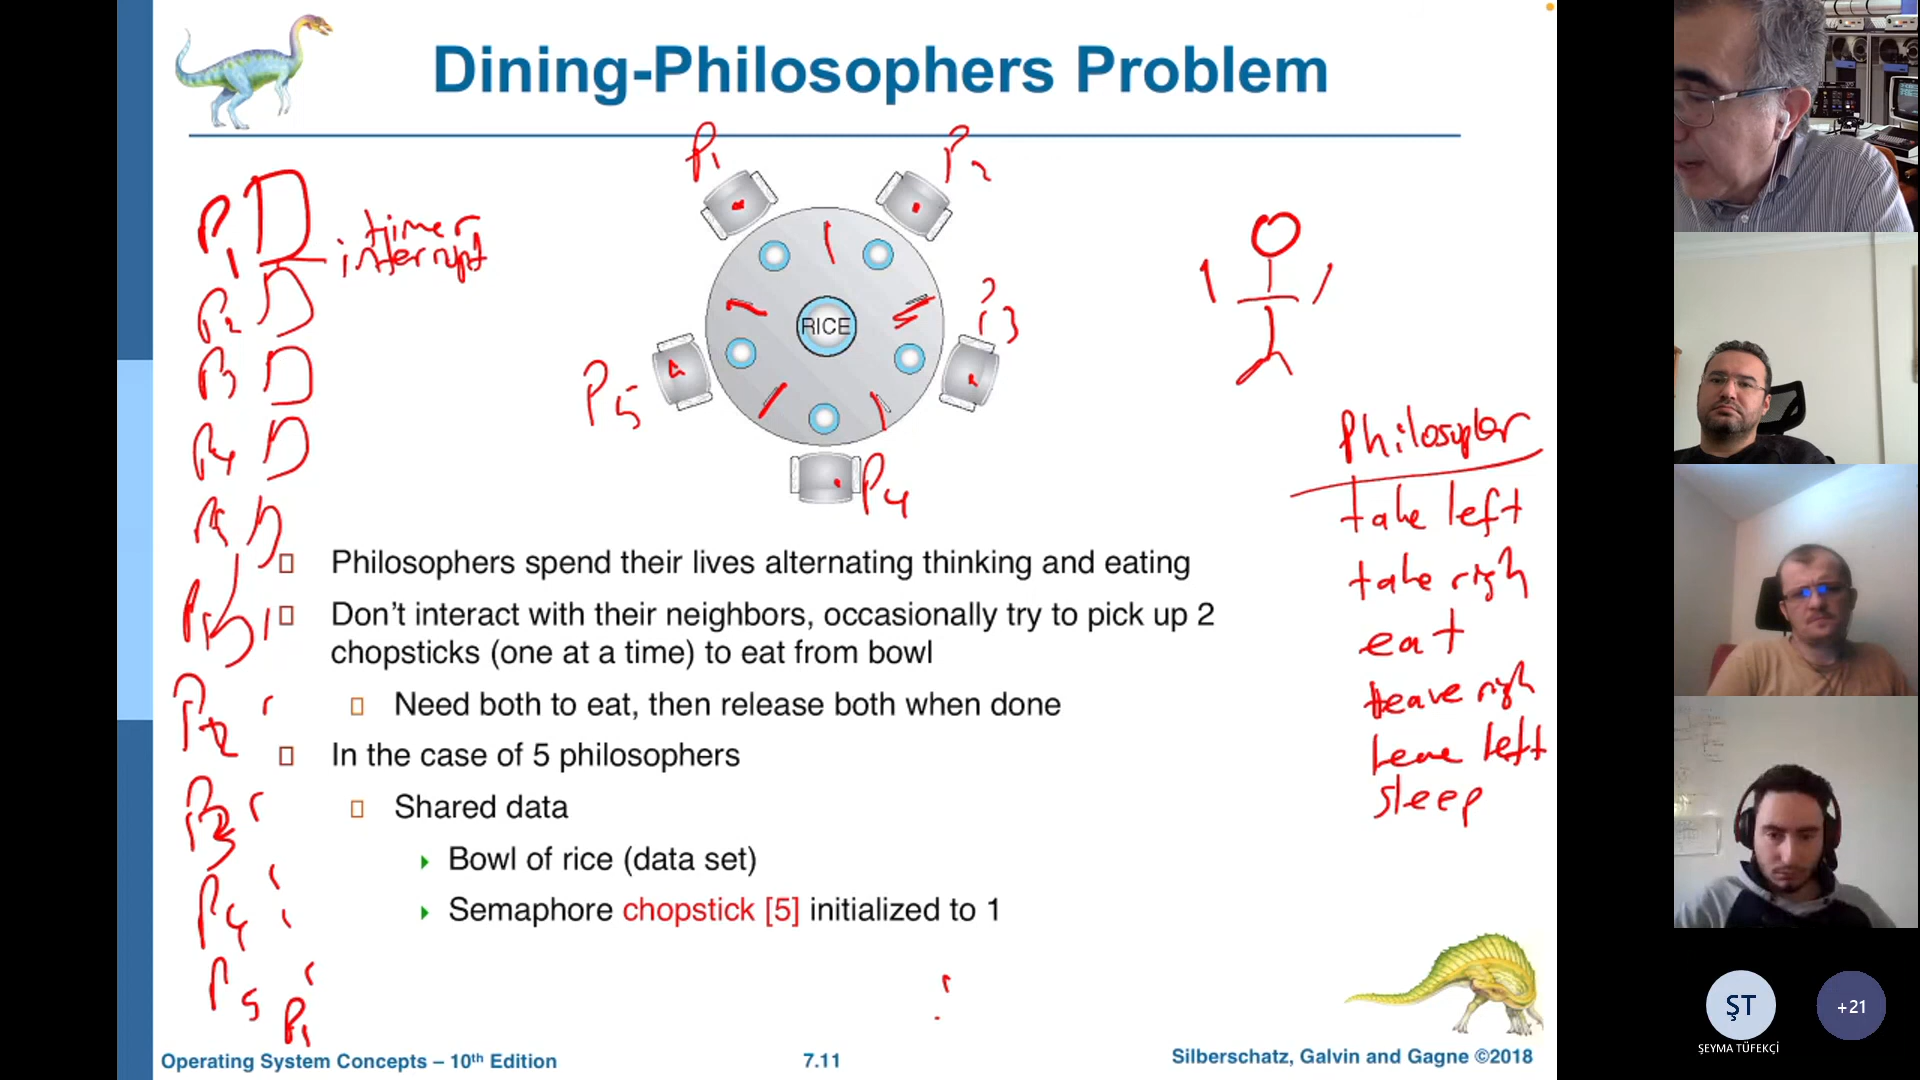 Dining-Philosophers Problem
P1
P2
P1
timer
interrupt
P2
P3
P3
P5
RICE
P4
P4
Philosopher
take left
take righ
eat
leave righ
leave left
sleep
Philosophers spend their lives alternating thinking and eating
Don't interact with their neighbors, occasionally try to pick up 2
chopsticks (one at a time) to eat from bowl
Need both to eat, then release both when done
In the case of 5 philosophers
Shared data
Bowl of rice (data set)
Semaphore chopstick [5] initialized to 1
P2
P3
P4
P5
P1
Operating System Concepts – 10th Edition
7.11
Silberschatz, Galvin and Gagne ©2018
ŞT
+21
ŞEYMA TÜFEKÇİ